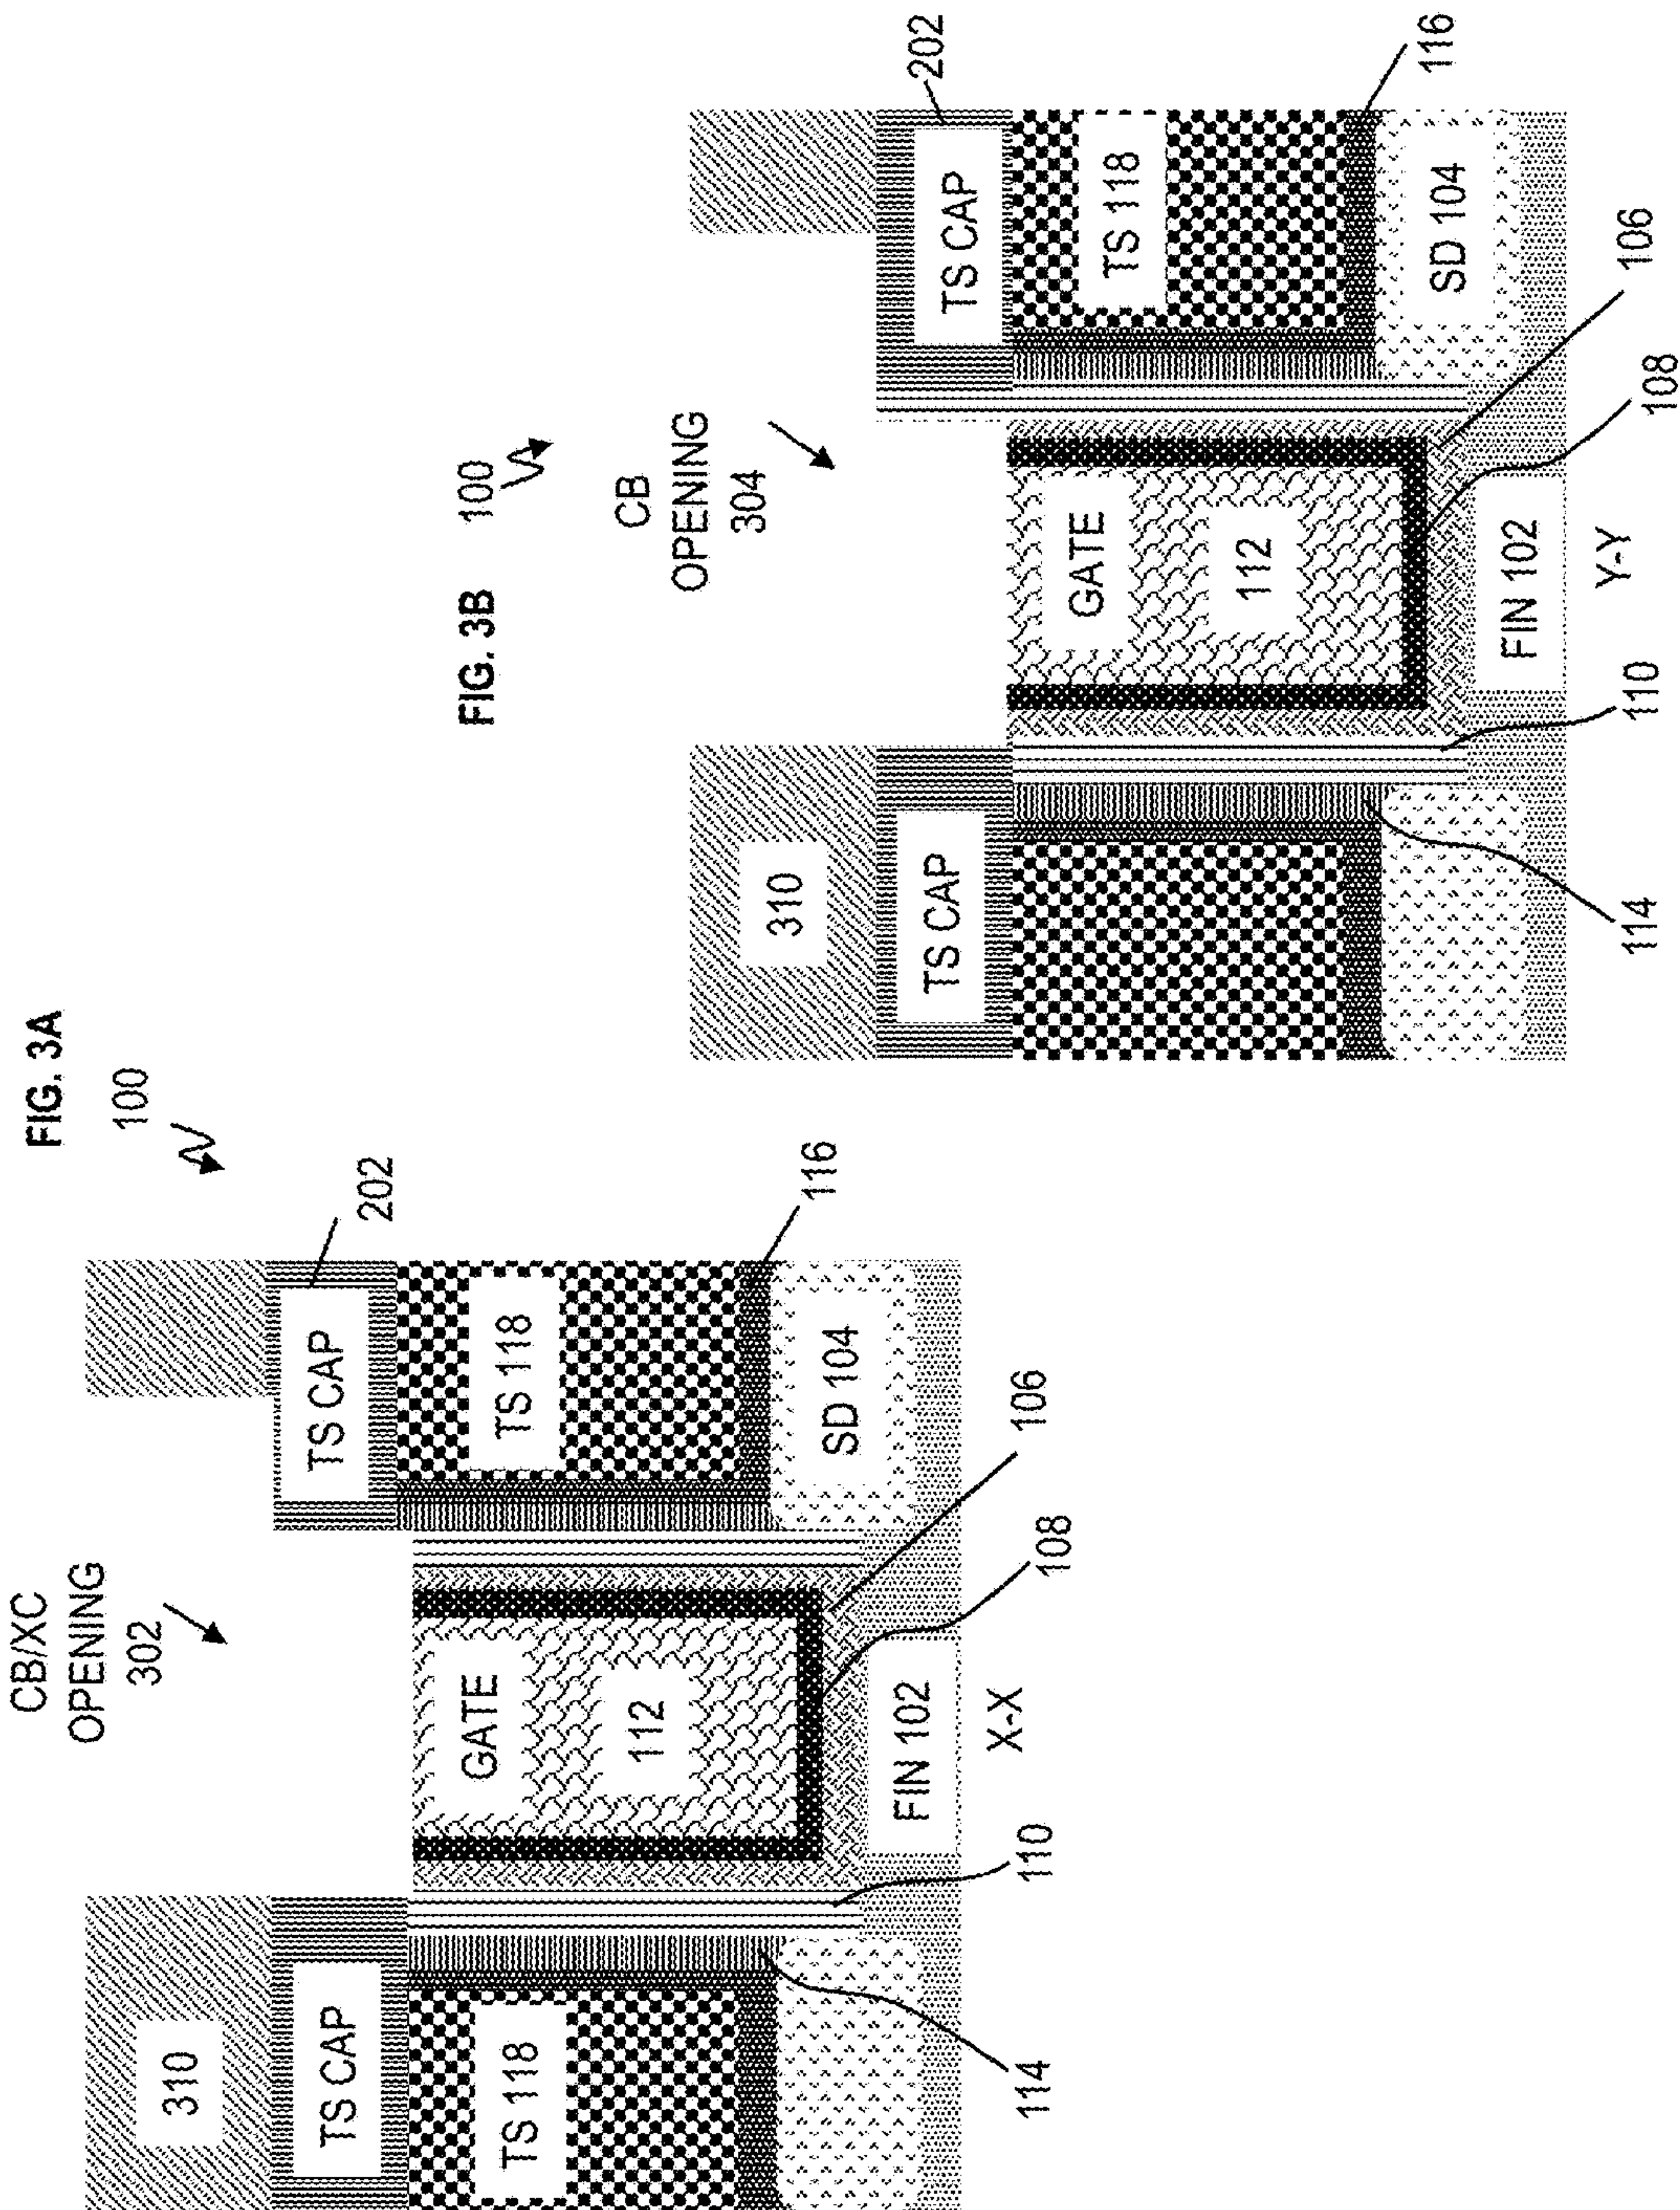 FIG. 3A
100
CB/XC
OPENING
302
202
310
TS CAP
TS CAP
TS 118
GATE
TS 118
112
116
SD 104
FIN 102
106
108
110
114
X-X
FIG. 3B
100
CB
OPENING
304
202
310
TS CAP
TS CAP
GATE
TS 118
112
116
SD 104
FIN 102
106
108
110
114
Y-Y